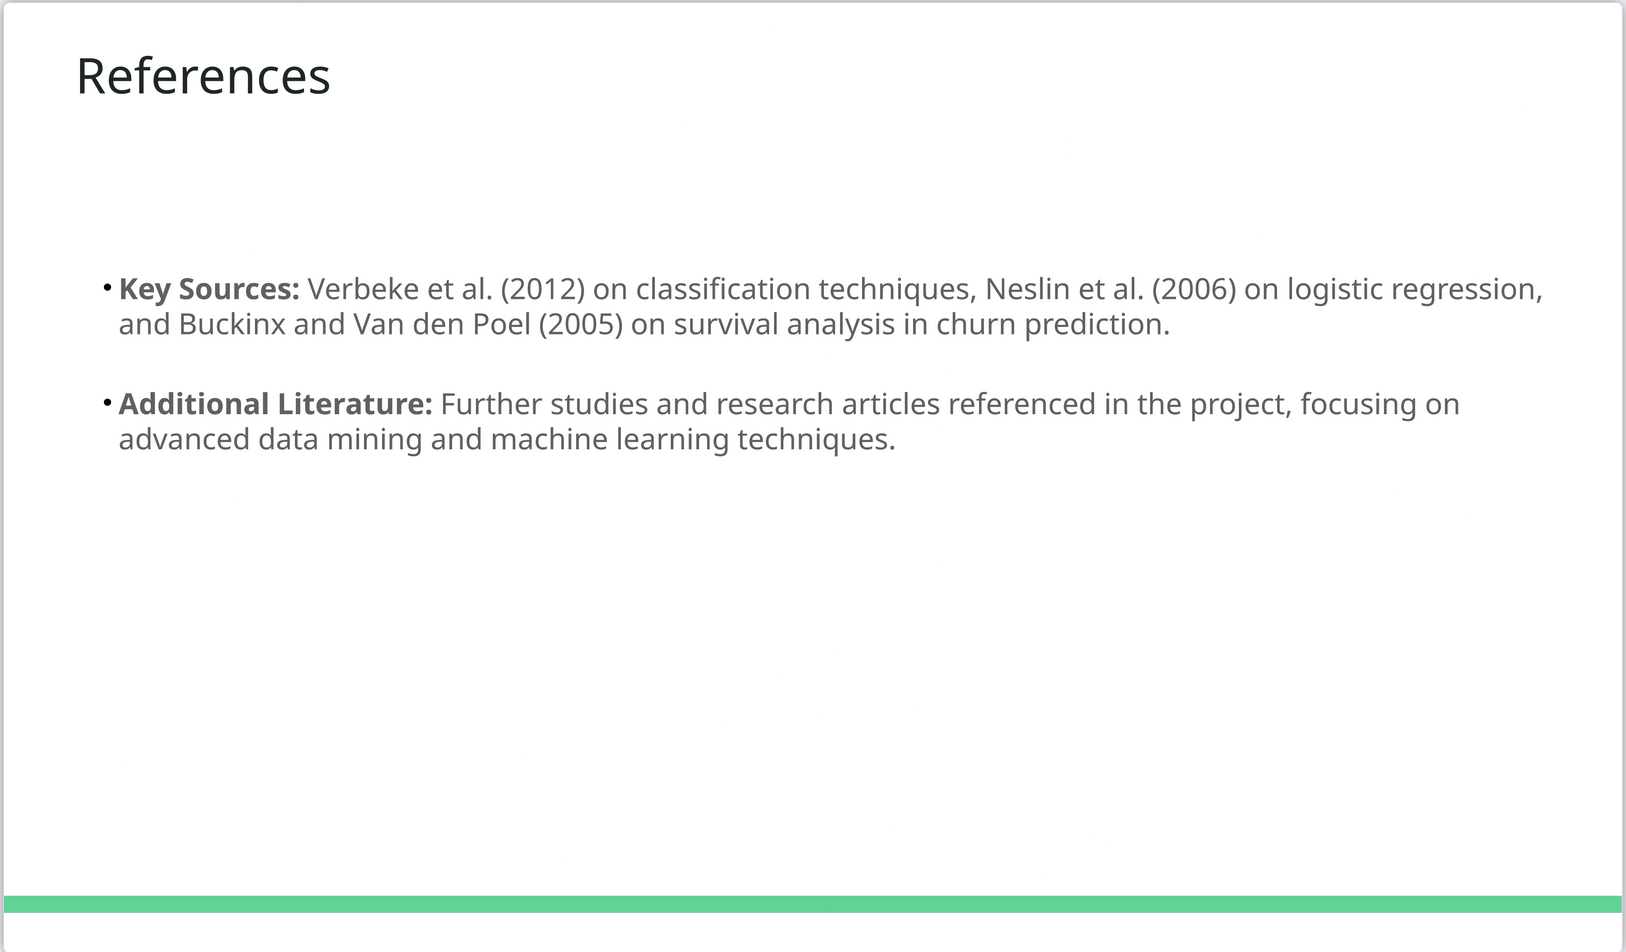 References
• Key Sources: Verbeke et al. (2012) on classification techniques, Neslin et al. (2006) on logistic regression,
and Buckinx and Van den Poel (2005) on survival analysis in churn prediction.
• Additional Literature: Further studies and research articles referenced in the project, focusing on
advanced data mining and machine learning techniques.